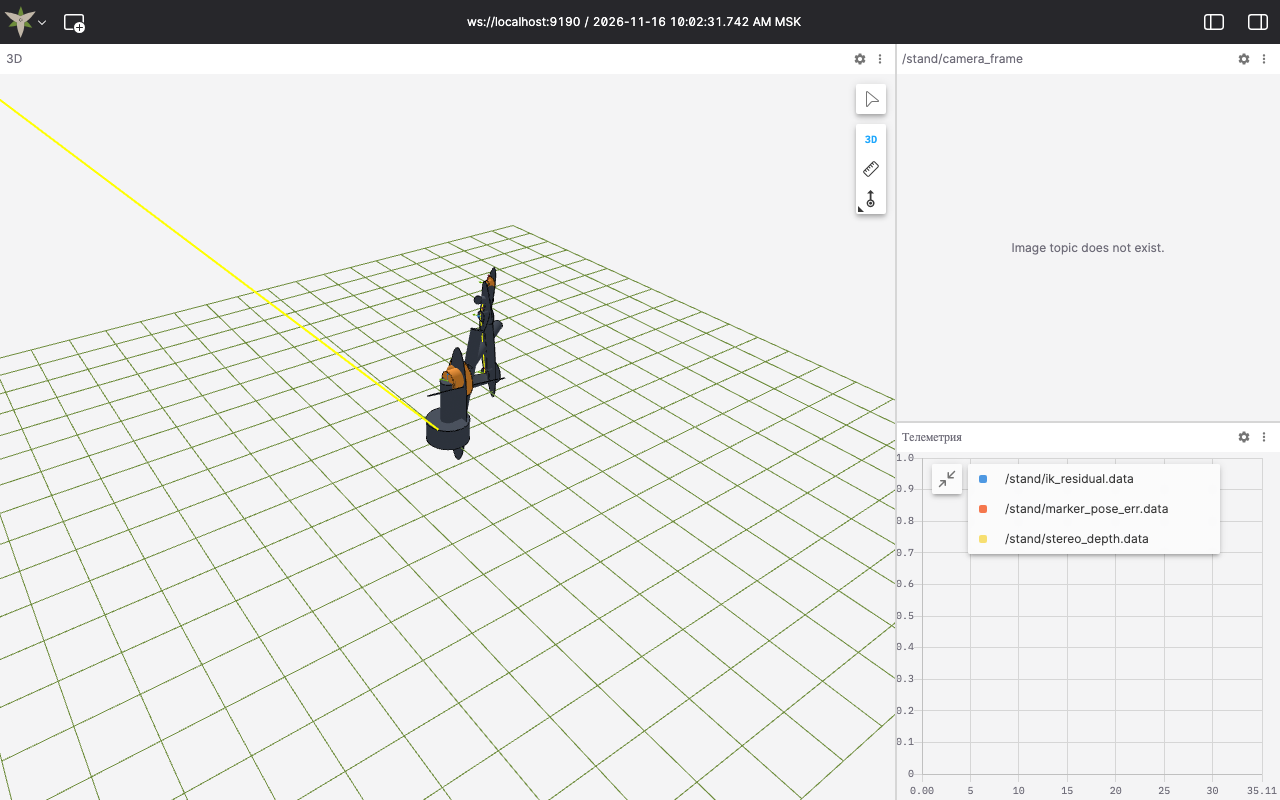 ws://localhost:9190 / 2026-11-16 10:02:31.742 AM MSK
3D
3D
/stand/camera_frame
Image topic does not exist.
Телеметрия
/stand/ik_residual.data
/stand/marker_pose_err.data
/stand/stereo_depth.data
1.0
0.9
0.8
0.7
0.6
0.5
0.4
0.3
0.2
0.1
0
0.00 5 10 15 20 25 30 35.11